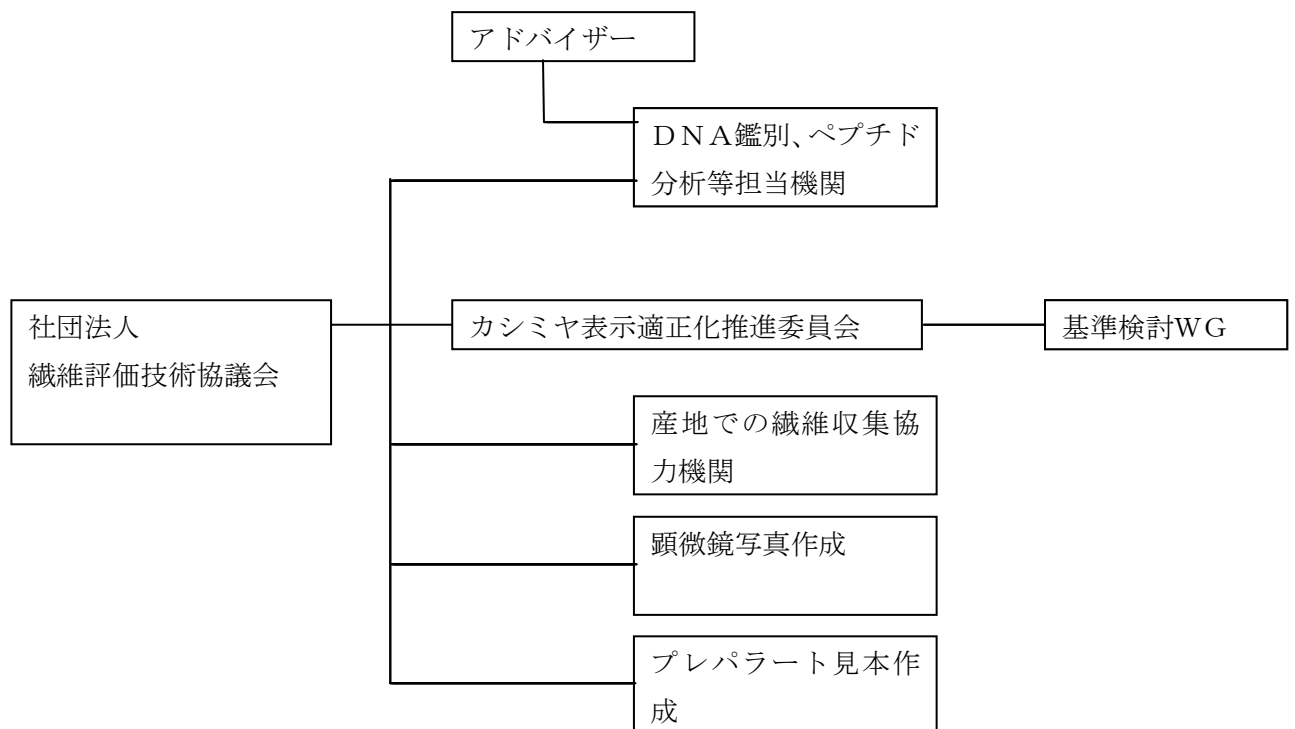 アドバイザー
ＤＮＡ鑑別、ペプチド
分析等担当機関
社団法人
繊維評価技術協議会
カシミヤ表示適正化推進委員会
基準検討ＷＧ
産地での繊維収集協
力機関
顕微鏡写真作成
プレパラート見本作
成